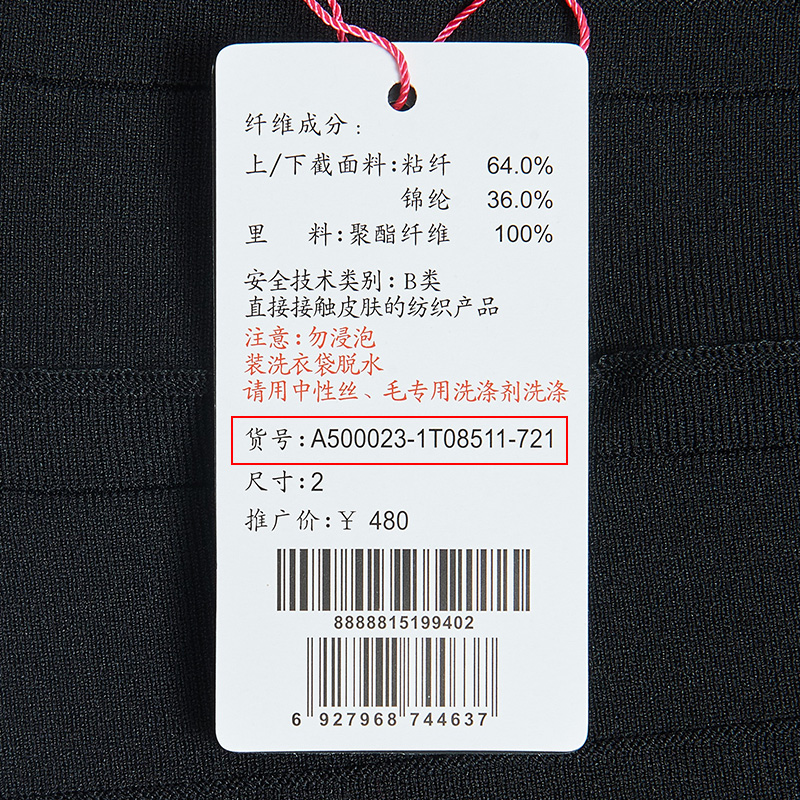 纤维成分：
上/下截面料:粘纤 64.0%
锦纶 36.0%
里 料:聚酯纤维 100%
安全技术类别: B类
直接接触皮肤的纺织产品
注意:勿浸泡
装洗衣袋脱水
请用中性丝、毛专用洗涤剂洗涤
货号:A500023-1T08511-721
尺寸:2
推广价:￥ 480
8888815199402
6 927968 744637